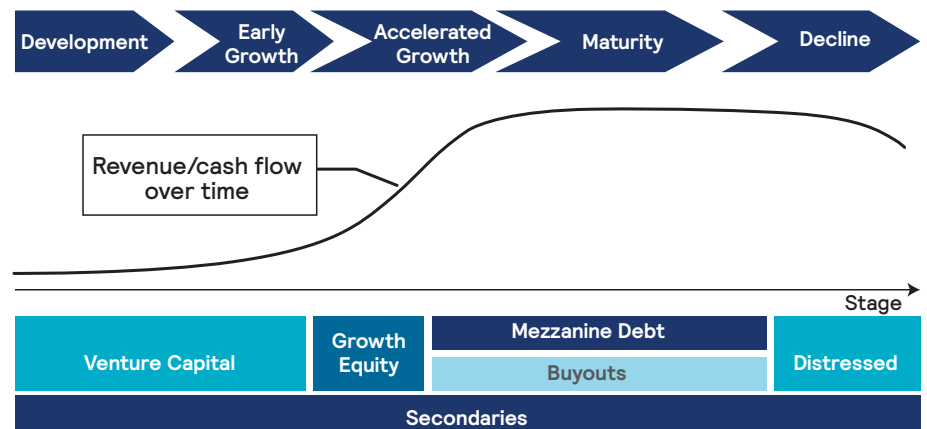 Development
Early
Growth
Accelerated
Growth
Maturity
Decline
Revenue/cash flow
over time
Stage
Venture Capital
Growth
Equity
Mezzanine Debt
Buyouts
Distressed
Secondaries